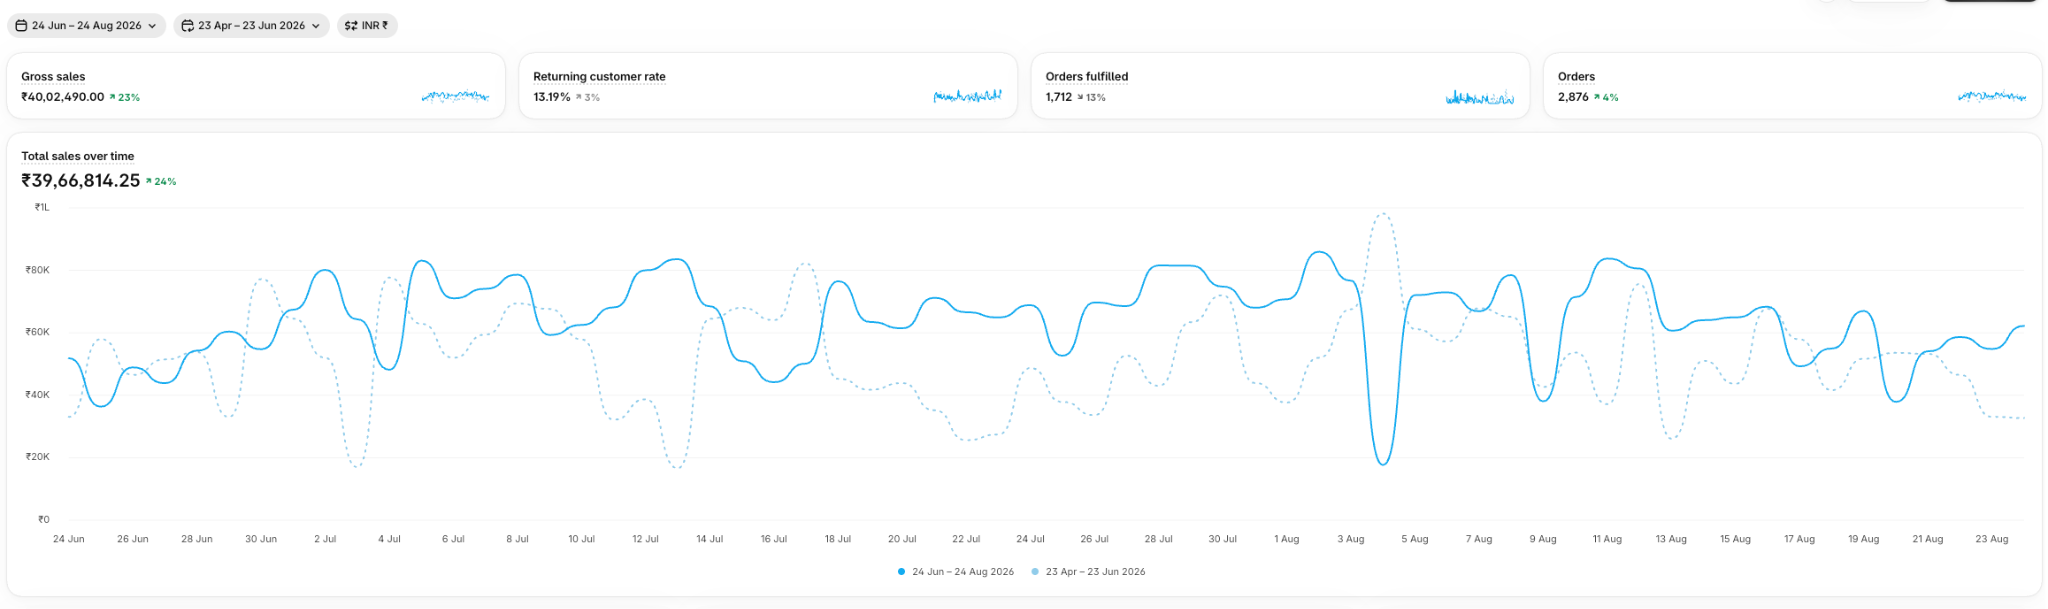 24 Jun – 24 Aug 2026 23 Apr – 23 Jun 2026 INR ₹
Gross sales
₹40,02,490.00 23%
Returning customer rate
13.19% 3%
Orders fulfilled
1,712 13%
Orders
2,876 4%
Total sales over time
₹39,66,814.25 24%
₹1L
₹80K
₹60K
₹40K
₹20K
₹0
24 Jun 26 Jun 28 Jun 30 Jun 2 Jul 4 Jul 6 Jul 8 Jul 10 Jul 12 Jul 14 Jul 16 Jul 18 Jul 20 Jul 22 Jul 24 Jul 26 Jul 28 Jul 30 Jul 1 Aug 3 Aug 5 Aug 7 Aug 9 Aug 11 Aug 13 Aug 15 Aug 17 Aug 19 Aug 21 Aug 23 Aug
24 Jun – 24 Aug 2026 23 Apr – 23 Jun 2026